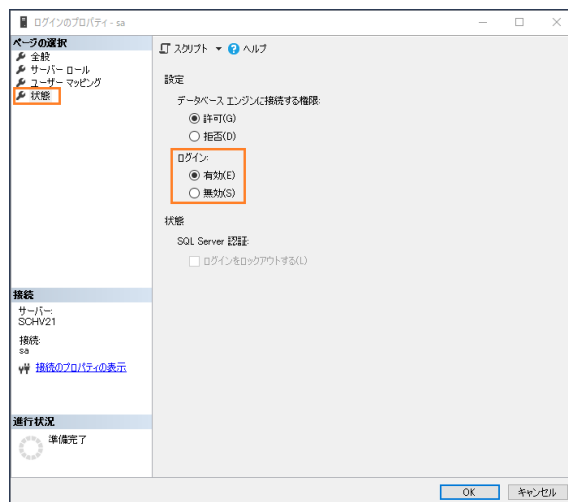 ログインのプロパティ - sa
ページの選択
全般
サーバー ロール
ユーザー マッピング
状態
スクリプト ヘルプ
設定
データベース エンジンに接続する権限:
許可(G)
拒否(D)
ログイン:
有効(E)
無効(S)
状態
SQL Server 認証:
ログインをロックアウトする(L)
接続
サーバー:
SCHV21
接続:
sa
接続のプロパティの表示
進行状況
準備完了
OK キャンセル